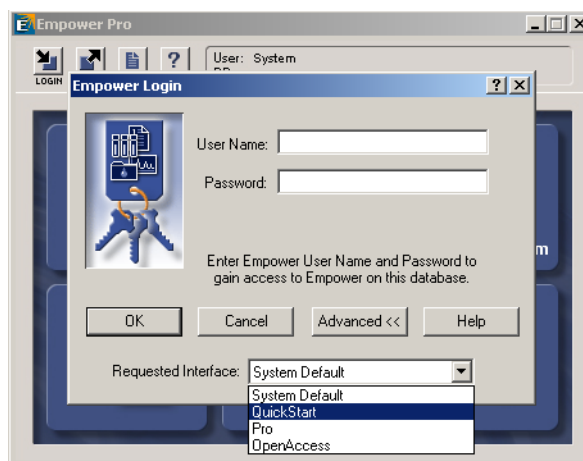 Empower Pro
LOGIN
?
User: System
Empower Login
User Name:
Password:
Enter Empower User Name and Password to
gain access to Empower on this database.
OK
Cancel
Advanced <<
Help
Requested Interface:
System Default
System Default
QuickStart
Pro
OpenAccess
m